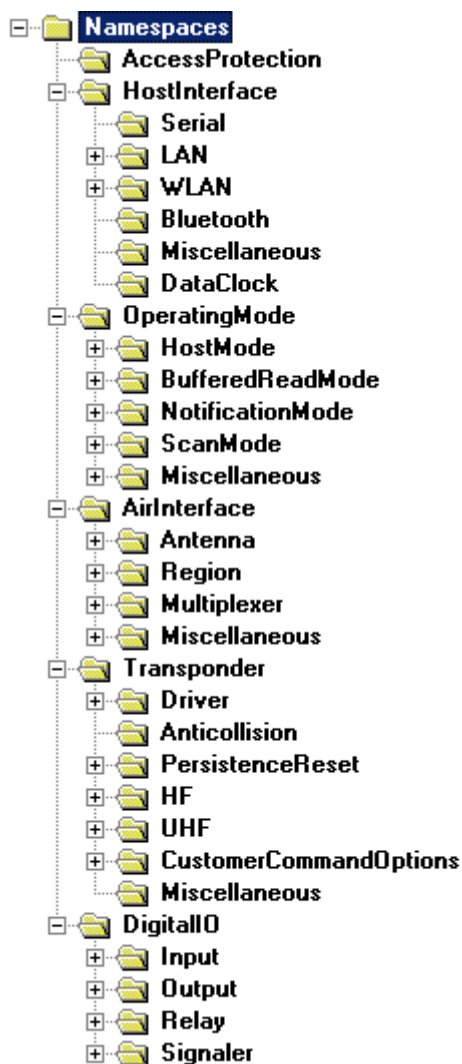 Namespaces
AccessProtection
HostInterface
Serial
LAN
WLAN
Bluetooth
Miscellaneous
DataClock
OperatingMode
HostMode
BufferedReadMode
NotificationMode
ScanMode
Miscellaneous
AirInterface
Antenna
Region
Multiplexer
Miscellaneous
Transponder
Driver
Anticollision
PersistenceReset
HF
UHF
CustomerCommandOptions
Miscellaneous
DigitalIO
Input
Output
Relay
Signaler